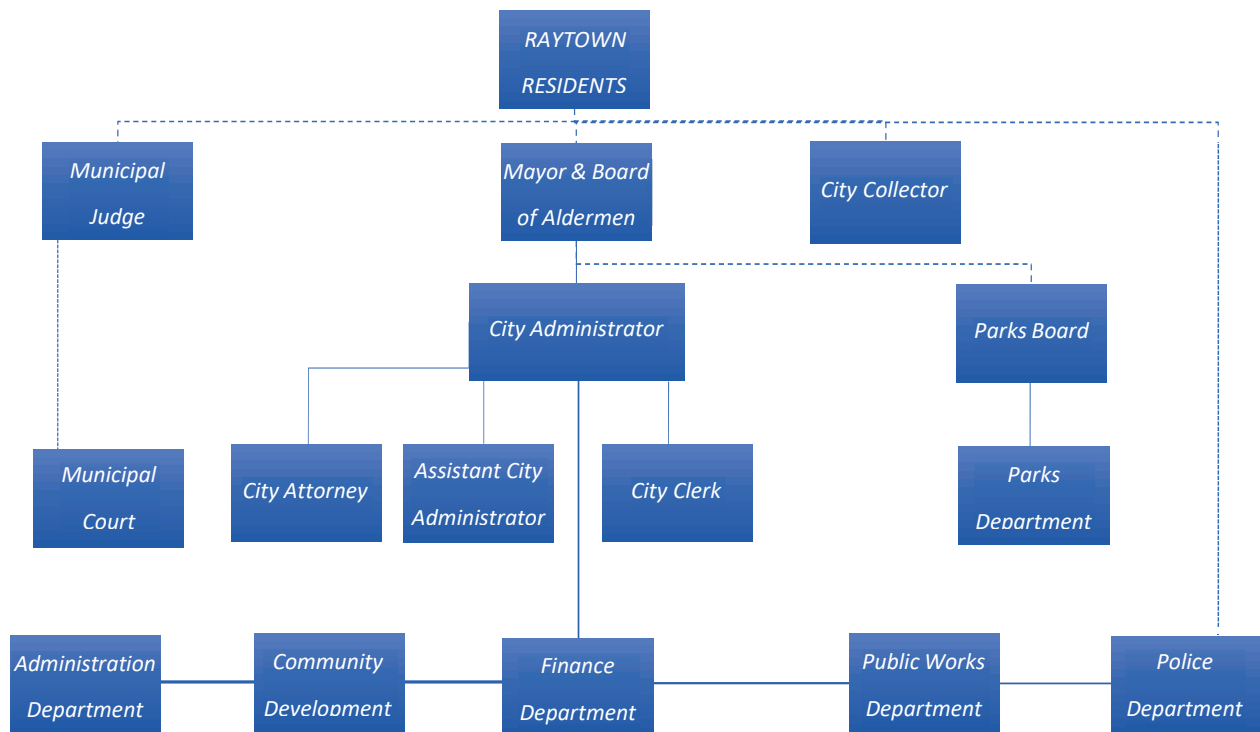 RAYTOWN
RESIDENTS
Municipal
Judge
Mayor & Board
of Aldermen
City Collector
City Administrator
Parks Board
Municipal
Court
City Attorney
Assistant City
Administrator
City Clerk
Parks
Department
Administration
Department
Community
Development
Finance
Department
Public Works
Department
Police
Department